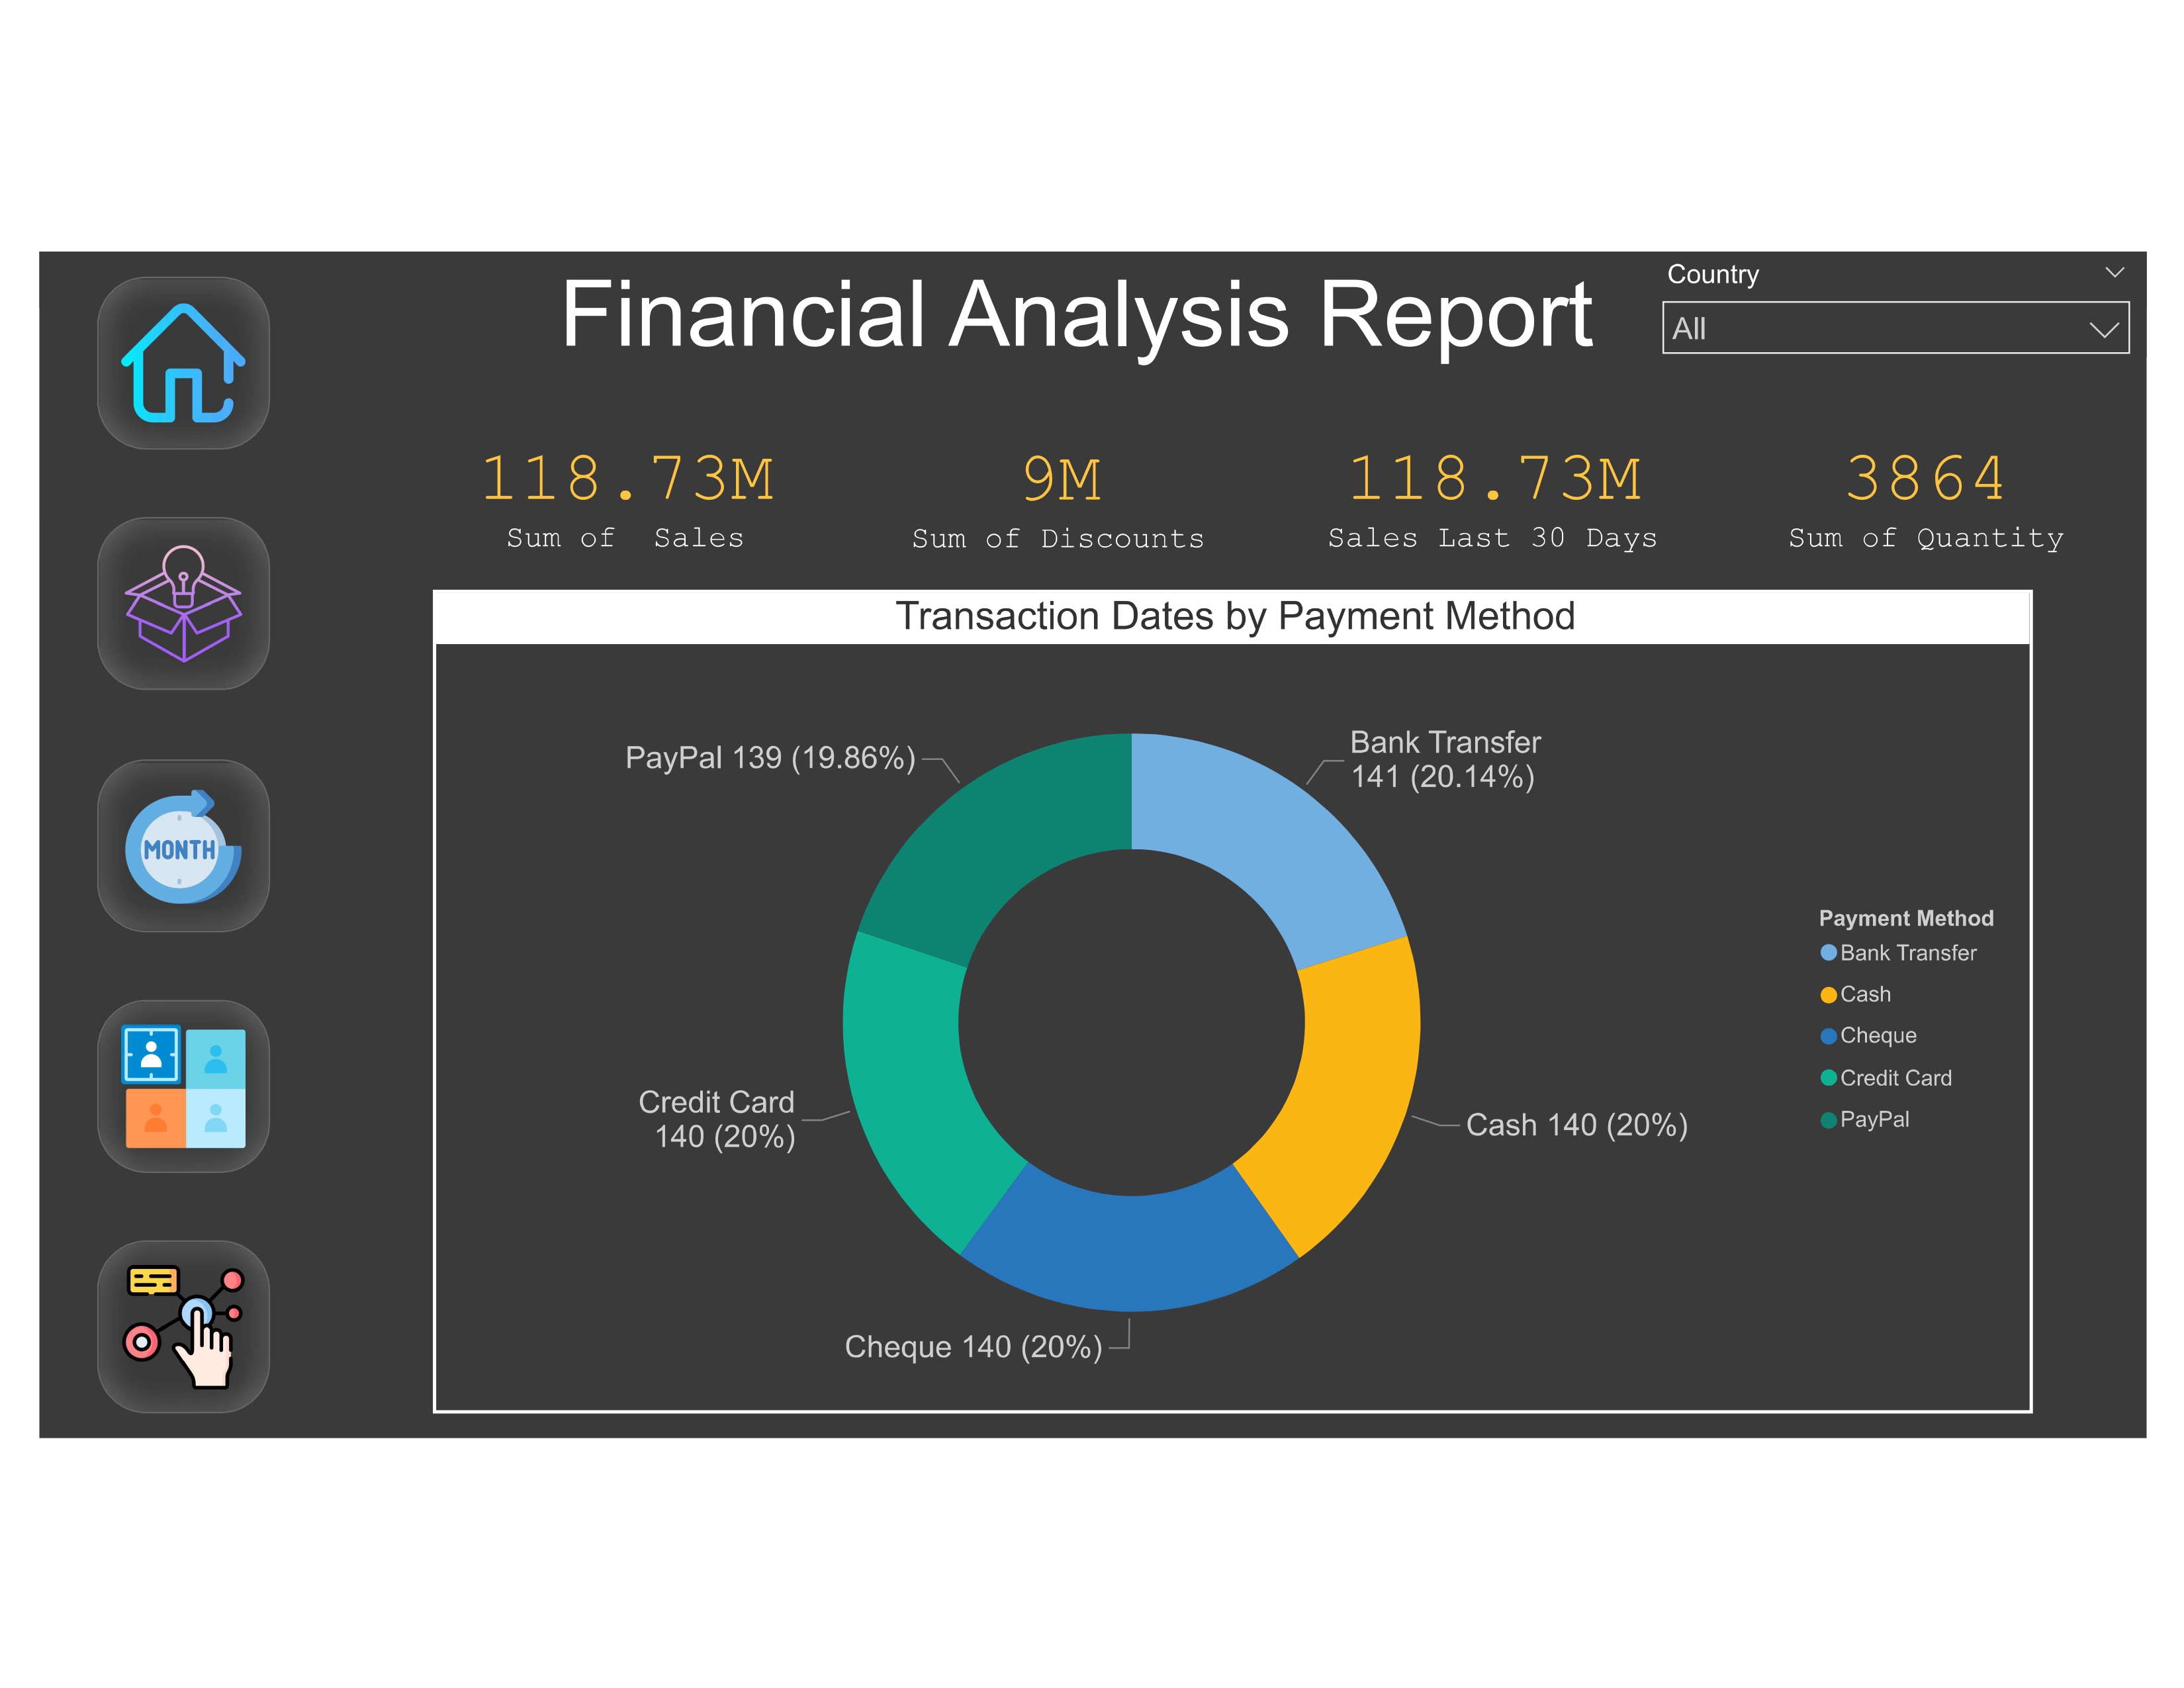 Financial Analysis Report
Country
All
118.73M
Sum of  Sales
9M
Sum of Discounts
118.73M
Sales Last 30 Days
3864
Sum of Quantity
MONTH
Transaction Dates by Payment Method
PayPal 139 (19.86%)
Bank Transfer
141 (20.14%)
Credit Card
140 (20%)
Cash 140 (20%)
Cheque 140 (20%)
Payment Method
Bank Transfer
Cash
Cheque
Credit Card
PayPal